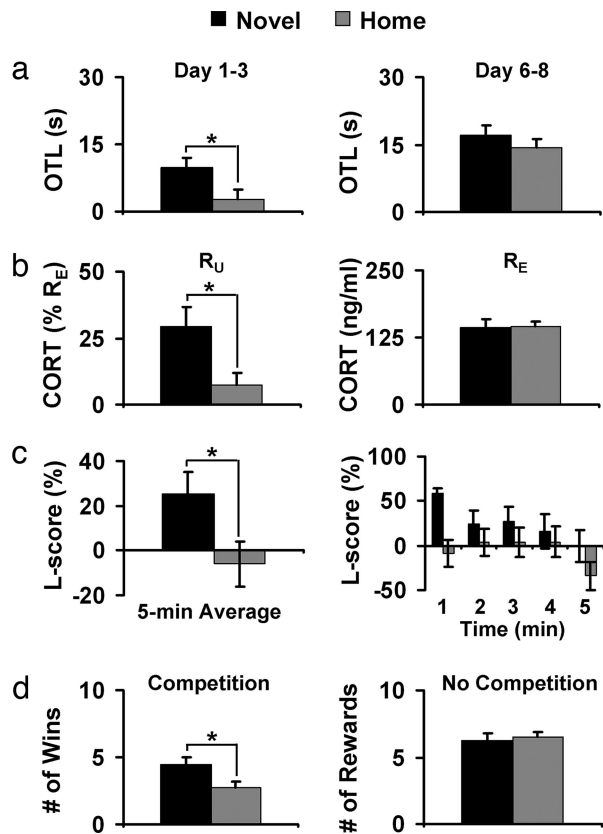 Novel Home
a Day 1-3 Day 6-8
OTL (s) 30 15 0 * OTL (s) 30 15 0
b R_U R_E
CORT (% R_E) 50 25 0 * CORT (ng/ml) 250 125 0
c L-score (%) 40 20 0 -20 * L-score (%) 100 50 0 -50
1 2 3 4 5
5-min Average Time (min)
d Competition No Competition
# of Wins 10 5 0 * # of Rewards 10 5 0